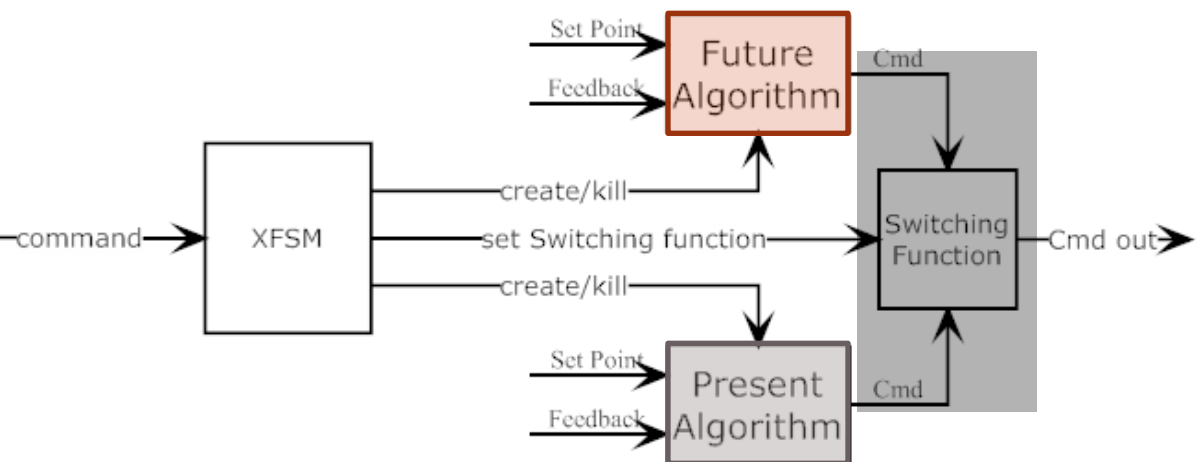 Set Point
Feedback
Future
Algorithm
Cmd
create/kill
command
XFSM
set Switching function
Switching
Function
Cmd out
create/kill
Set Point
Feedback
Present
Algorithm
Cmd